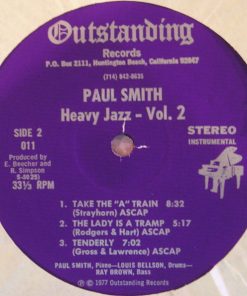 Outstanding
Records
P.O. Box 2111, Huntington Beach, California 92647
(714) 842-8635
PAUL SMITH
Heavy Jazz - Vol. 2
SIDE 2
011
STEREO
INSTRUMENTAL
Produced by
E. Beecher and
R. Simpson
33⅓ RPM
1. TAKE THE "A" TRAIN 8:32
(Strayhorn) ASCAP
2. THE LADY IS A TRAMP 5:17
(Rodgers & Hart) ASCAP
3. TENDERLY 7:02
(Gross & Lawrence) ASCAP
PAUL SMITH, Piano—LOUIS BELLSON, Drums—
RAY BROWN, Bass
℗ © 1977 Outstanding Records